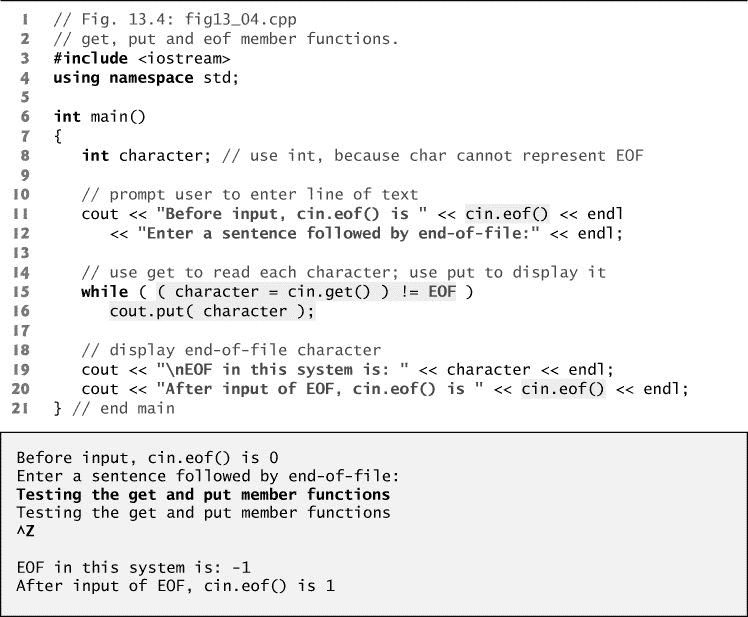 1 // Fig. 13.4: fig13_04.cpp
2 // get, put and eof member functions.
3 #include <iostream>
4 using namespace std;
5
6 int main()
7 {
8 int character; // use int, because char cannot represent EOF
9
10 // prompt user to enter line of text
11 cout << "Before input, cin.eof() is " << cin.eof() << endl
12 << "Enter a sentence followed by end-of-file:" << endl;
13
14 // use get to read each character; use put to display it
15 while ( ( character = cin.get() ) != EOF )
16 cout.put( character );
17
18 // display end-of-file character
19 cout << "\nEOF in this system is: " << character << endl;
20 cout << "After input of EOF, cin.eof() is " << cin.eof() << endl;
21 } // end main
Before input, cin.eof() is 0
Enter a sentence followed by end-of-file:
Testing the get and put member functions
Testing the get and put member functions
^Z
EOF in this system is: -1
After input of EOF, cin.eof() is 1